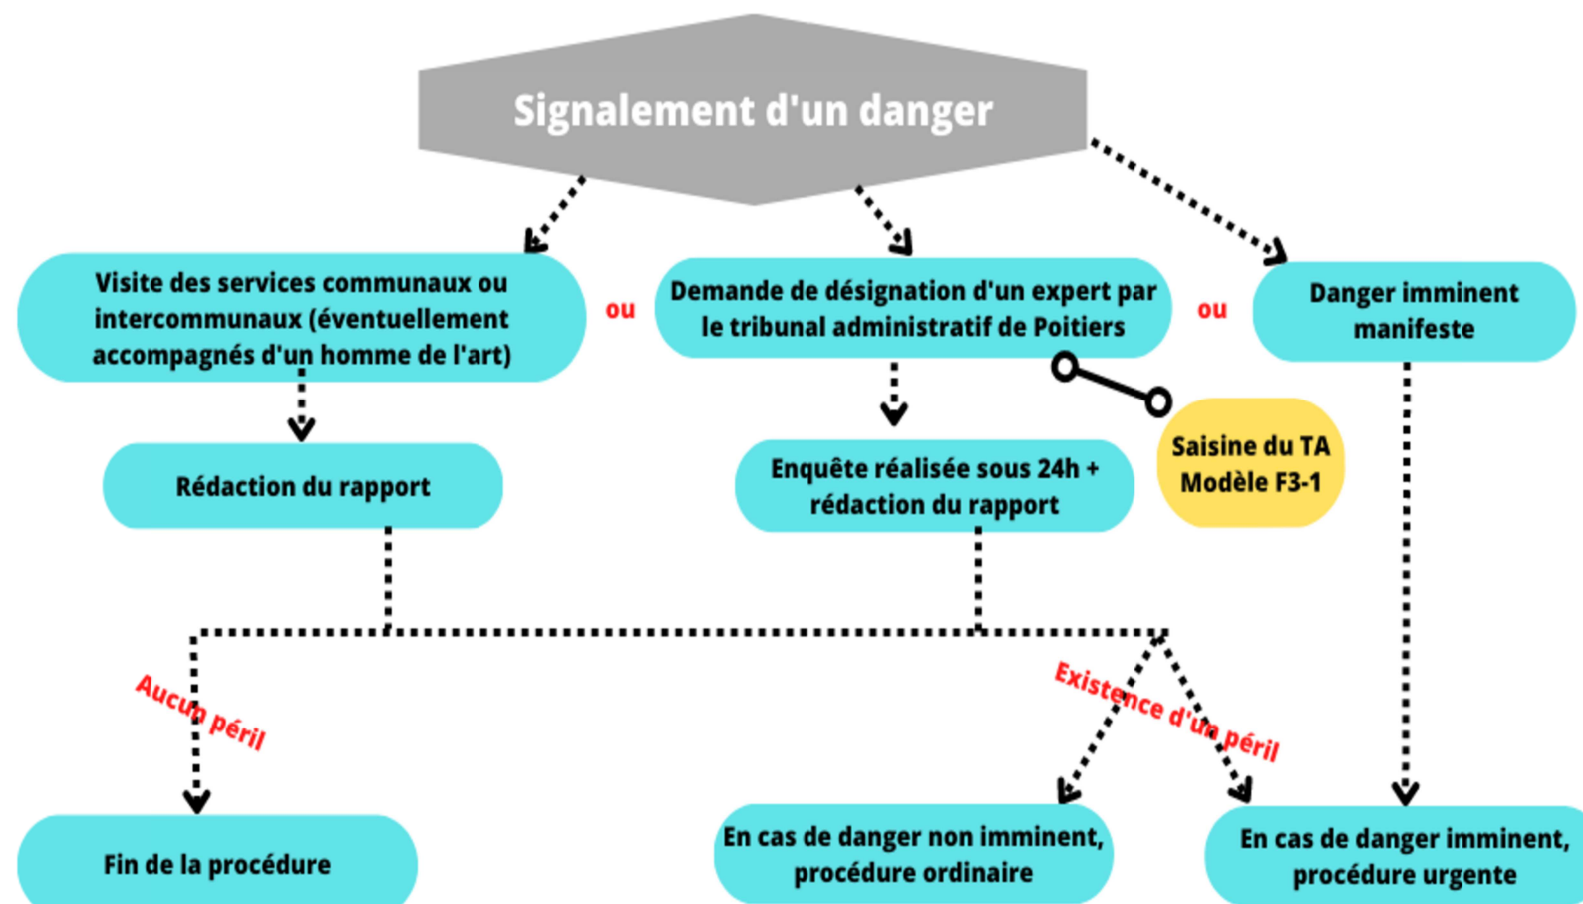 Signalement d'un danger
Visite des services communaux ou
intercommunaux (éventuellement
accompagnés d'un homme de l'art)
ou
Demande de désignation d'un expert par
le tribunal administratif de Poitiers
ou
Danger imminent
manifeste
Rédaction du rapport
Enquête réalisée sous 24h +
rédaction du rapport
Saisine du TA
Modèle F3-1
Aucun péril
Existence d'un péril
Fin de la procédure
En cas de danger non imminent,
procédure ordinaire
En cas de danger imminent,
procédure urgente